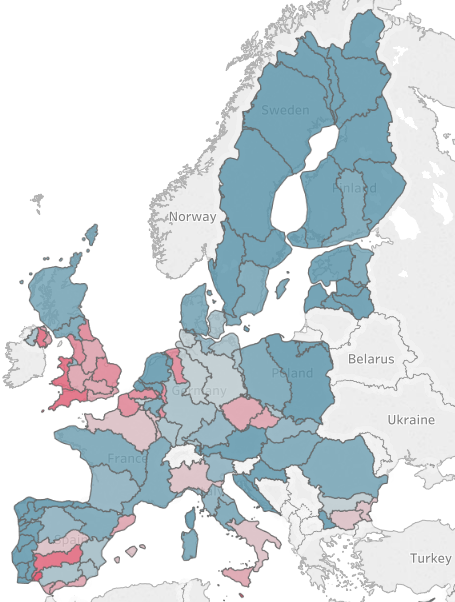 Sweden
Finland
Norway
Belarus
Germany
Poland
Ukraine
France
Spain
Turkey